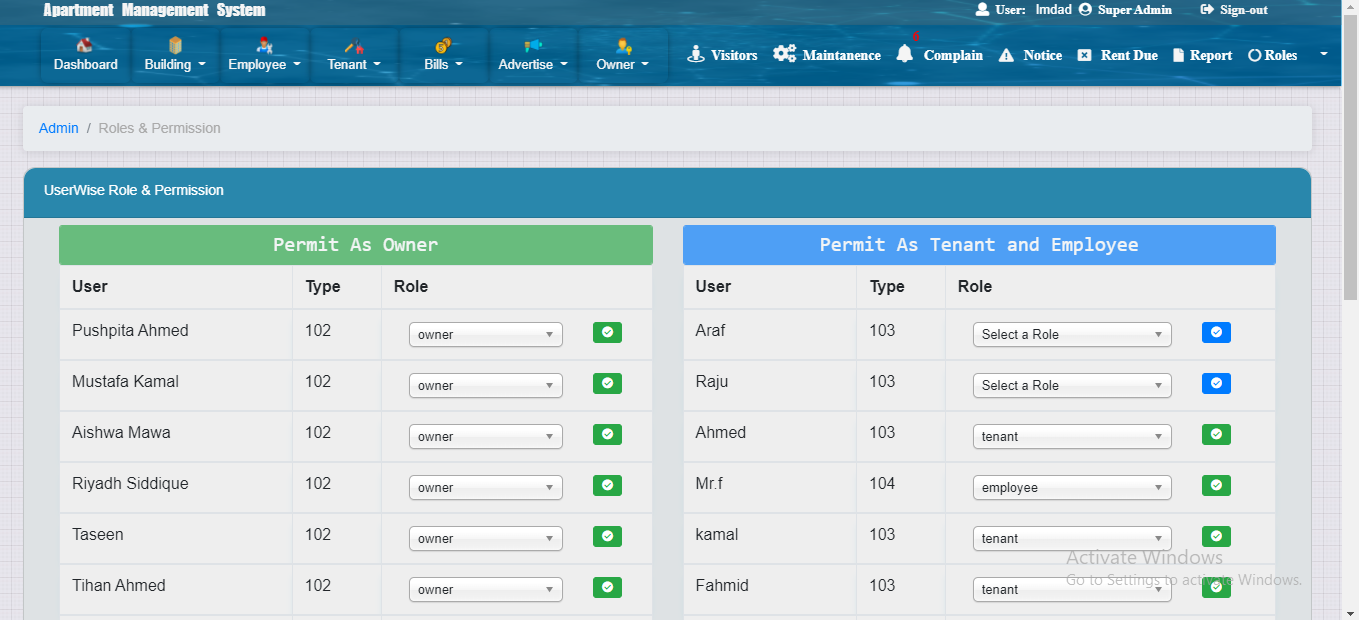 Apartment Management System
User: Imdad Super Admin Sign-out
Dashboard Building Employee Tenant Bills Advertise Owner Visitors Maintanence Complain Notice Rent Due Report Roles
Admin / Roles & Permission
UserWise Role & Permission
Permit As Owner
User Type Role
Pushpita Ahmed 102 owner
Mustafa Kamal 102 owner
Aishwa Mawa 102 owner
Riyadh Siddique 102 owner
Taseen 102 owner
Tihan Ahmed 102 owner
Permit As Tenant and Employee
User Type Role
Araf 103 Select a Role
Raju 103 Select a Role
Ahmed 103 tenant
Mr.f 104 employee
kamal 103 tenant
Fahmid 103 tenant
Activate Windows
Go to Settings to activate Windows.